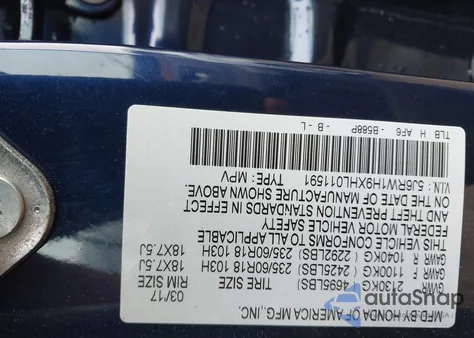 MFD.BY HONDA OF AMERICA MFG.,INC. 03/17
GVWR 2130KG( 4695LBS) TIRE SIZE RIM SIZE
GAWR F 1100KG( 2425LBS) 235/60R18 103H 18X7.5J
GAWR R 1040KG( 2292LBS) 235/60R18 103H 18X7.5J
THIS VEHICLE CONFORMS TO ALL APPLICABLE
FEDERAL MOTOR VEHICLE SAFETY
AND THEFT PREVENTION STANDARDS IN EFFECT
ON THE DATE OF MANUFACTURE SHOWN ABOVE.
V.I.N.: 5J6RW1H9XHL011591 TYPE: MPV
TLB H AF6 -B588P -B-L
autoSnap